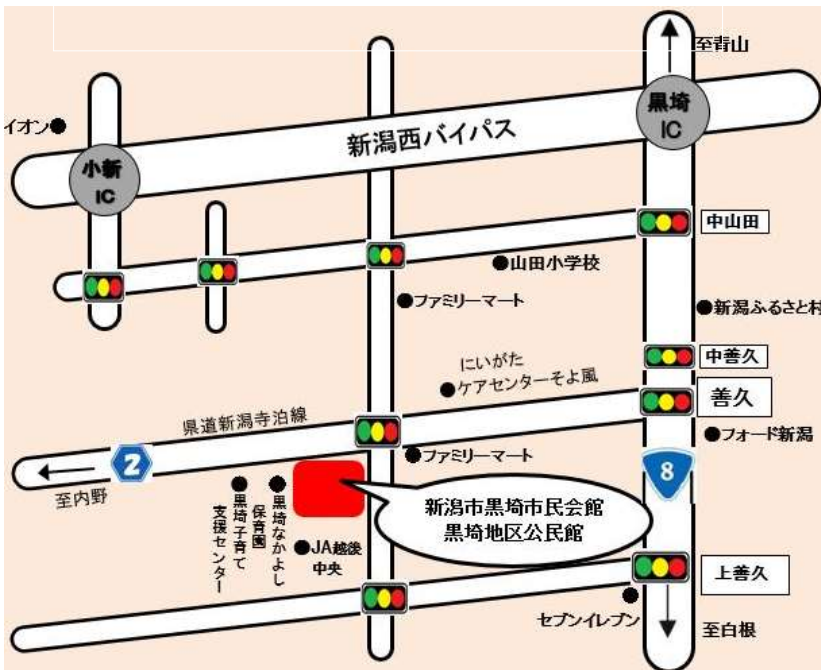 至青山
イオン
黒埼
IC
新潟西バイパス
小新
IC
中山田
山田小学校
ファミリーマート
新潟ふるさと村
中善久
にいがた
ケアセンターそよ風
善久
県道新潟寺泊線
フォード新潟
2
ファミリーマート
8
至内野
新潟市黒埼市民会館
黒埼地区公民館
黒埼なかよし
保育園
黒埼子育て
支援センター
JA越後
中央
上善久
セブンイレブン
至白根